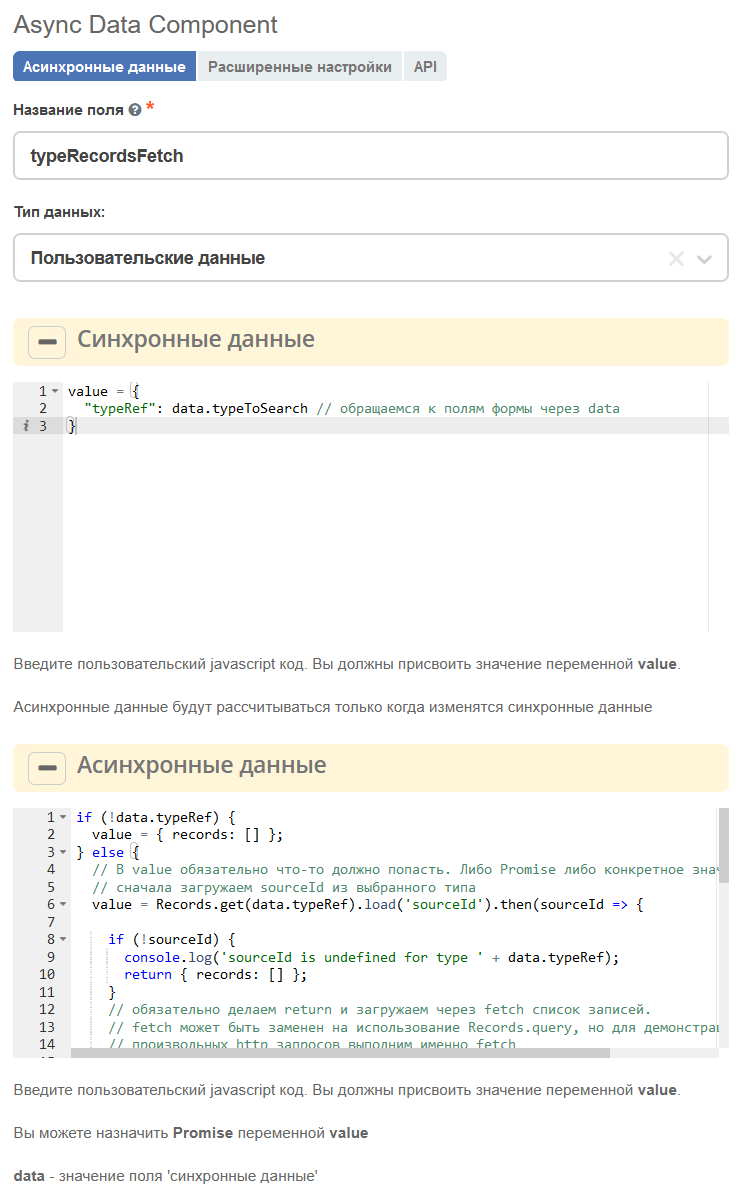 Async Data Component
Асинхронные данные Расширенные настройки API
Название поля ? *
typeRecordsFetch
Тип данных:
Пользовательские данные
Синхронные данные
1 value = {
2 "typeRef": data.typeToSearch // обращаемся к полям формы через data
i 3 }
Введите пользовательский javascript код. Вы должны присвоить значение переменной value.
Асинхронные данные будут рассчитываться только когда изменятся синхронные данные
Асинхронные данные
1 if (!data.typeRef) {
2 value = { records: [] };
3 } else {
4 // В value обязательно что-то должно попасть. Либо Promise либо конкретное знач
5 // сначала загружаем sourceId из выбранного типа
6 value = Records.get(data.typeRef).load('sourceId').then(sourceId => {
7
8 if (!sourceId) {
9 console.log('sourceId is undefined for type ' + data.typeRef);
10 return { records: [] };
11 }
12 // обязательно делаем return и загружаем через fetch список записей.
13 // fetch может быть заменен на использование Records.query, но для демонстрац
14 // произвольных http запросов выполним именно fetch
Введите пользовательский javascript код. Вы должны присвоить значение переменной value.
Вы можете назначить Promise переменной value
data - значение поля 'синхронные данные'